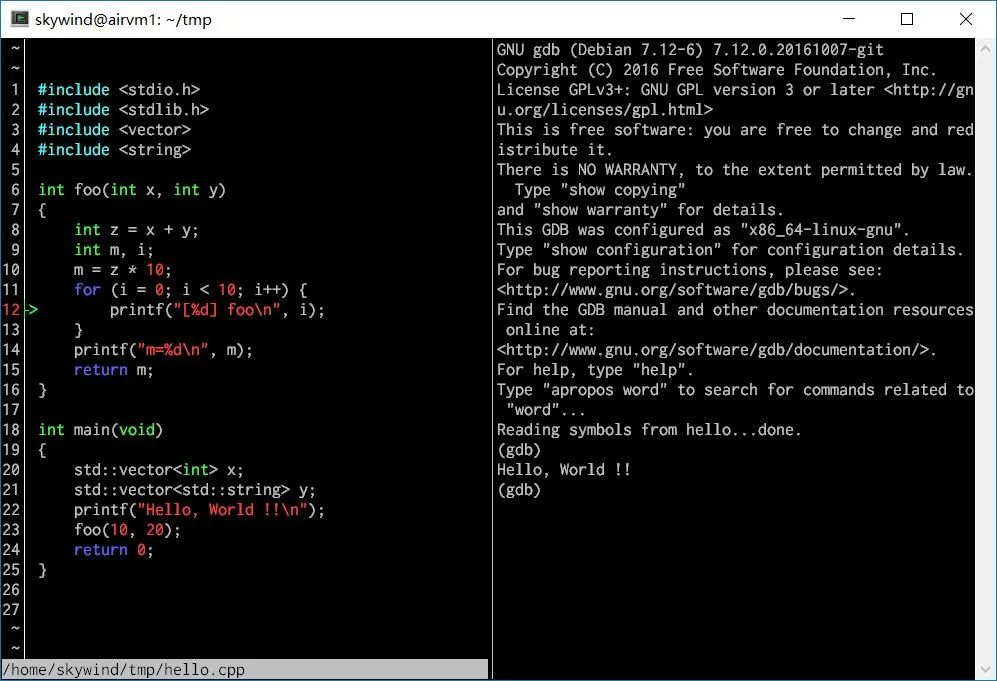 skywind@airvm1: ~/tmp
~
~
1 #include <stdio.h>
2 #include <stdlib.h>
3 #include <vector>
4 #include <string>
5
6 int foo(int x, int y)
7 {
8     int z = x + y;
9     int m, i;
10     m = z * 10;
11     for (i = 0; i < 10; i++) {
12->         printf("[%d] foo\n", i);
13     }
14     printf("m=%d\n", m);
15     return m;
16 }
17
18 int main(void)
19 {
20     std::vector<int> x;
21     std::vector<std::string> y;
22     printf("Hello, World !!\n");
23     foo(10, 20);
24     return 0;
25 }
26
27
~
~
/home/skywind/tmp/hello.cpp
GNU gdb (Debian 7.12-6) 7.12.0.20161007-git
Copyright (C) 2016 Free Software Foundation, Inc.
License GPLv3+: GNU GPL version 3 or later <http://gn
u.org/licenses/gpl.html>
This is free software: you are free to change and red
istribute it.
There is NO WARRANTY, to the extent permitted by law.
  Type "show copying"
and "show warranty" for details.
This GDB was configured as "x86_64-linux-gnu".
Type "show configuration" for configuration details.
For bug reporting instructions, please see:
<http://www.gnu.org/software/gdb/bugs/>.
Find the GDB manual and other documentation resources
 online at:
<http://www.gnu.org/software/gdb/documentation/>.
For help, type "help".
Type "apropos word" to search for commands related to
 "word"...
Reading symbols from hello...done.
(gdb)
Hello, World !!
(gdb)